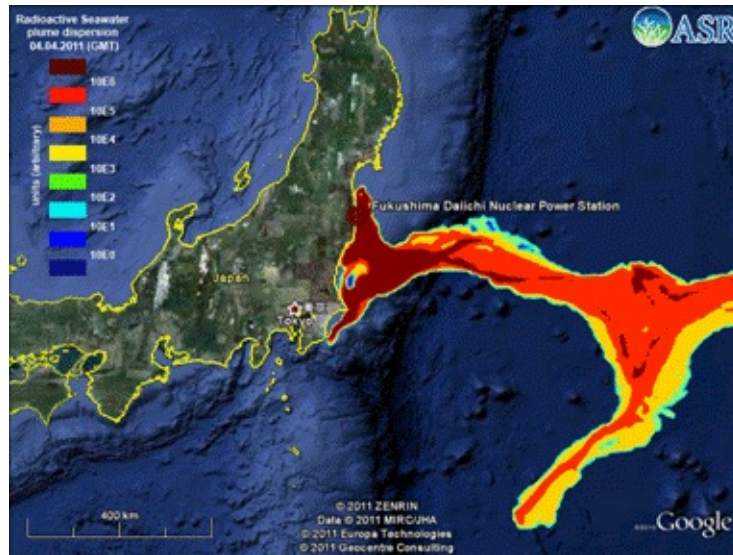 Radioactive Seawater
plume dispersion
04.04.2011 (GMT)
ASR
10E6
10E5
10E4
10E3
10E2
10E1
10E0
units (arbitrary)
Fukushima Daiichi Nuclear Power Station
Japan
Tokyo
400 km
© 2011 ZENRIN
Data © 2011 MIRC/JHA
© 2011 Europa Technologies
© 2011 Geocentre Consulting
Google